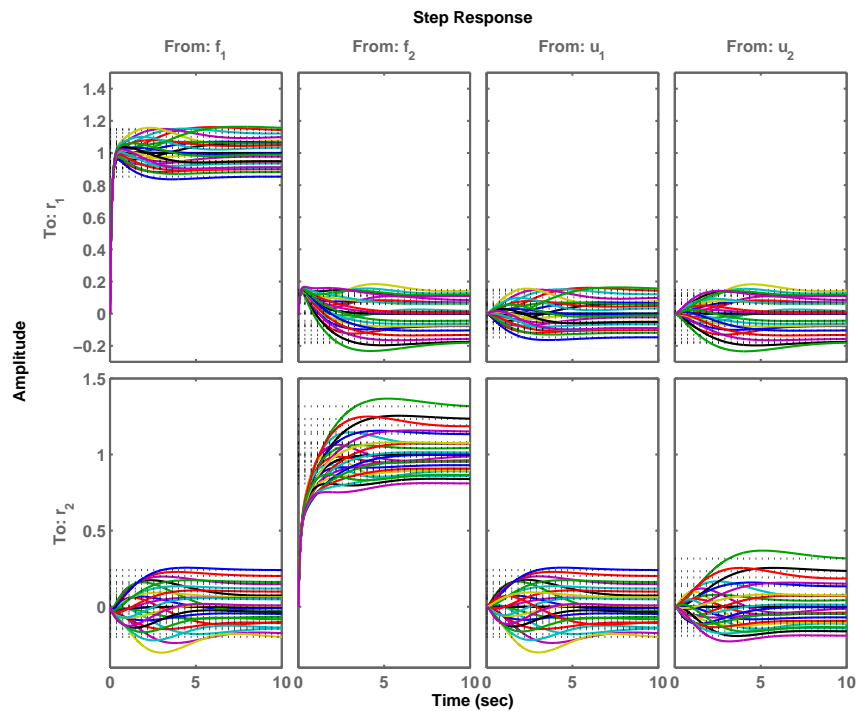 Step Response
From: f1
From: f2
From: u1
From: u2
Amplitude
To: r1
1.4
1.2
1
0.8
0.6
0.4
0.2
0
−0.2
To: r2
1.5
1
0.5
0
0 5 10
0 5 10
0 5 10
0 5 10
Time (sec)